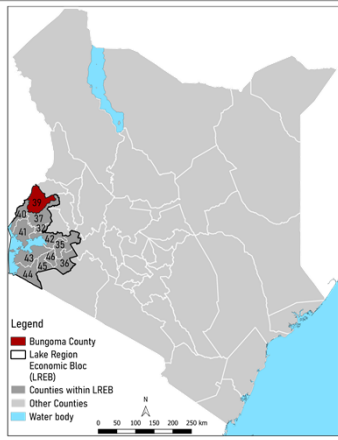 39
40
37
32
41
42
35
43
46
36
45
44
Legend
Bungoma County
Lake Region
Economic Bloc
(LREB)
Counties within LREB
Other Counties
Water body
N
0 50 100 150 200 250 km